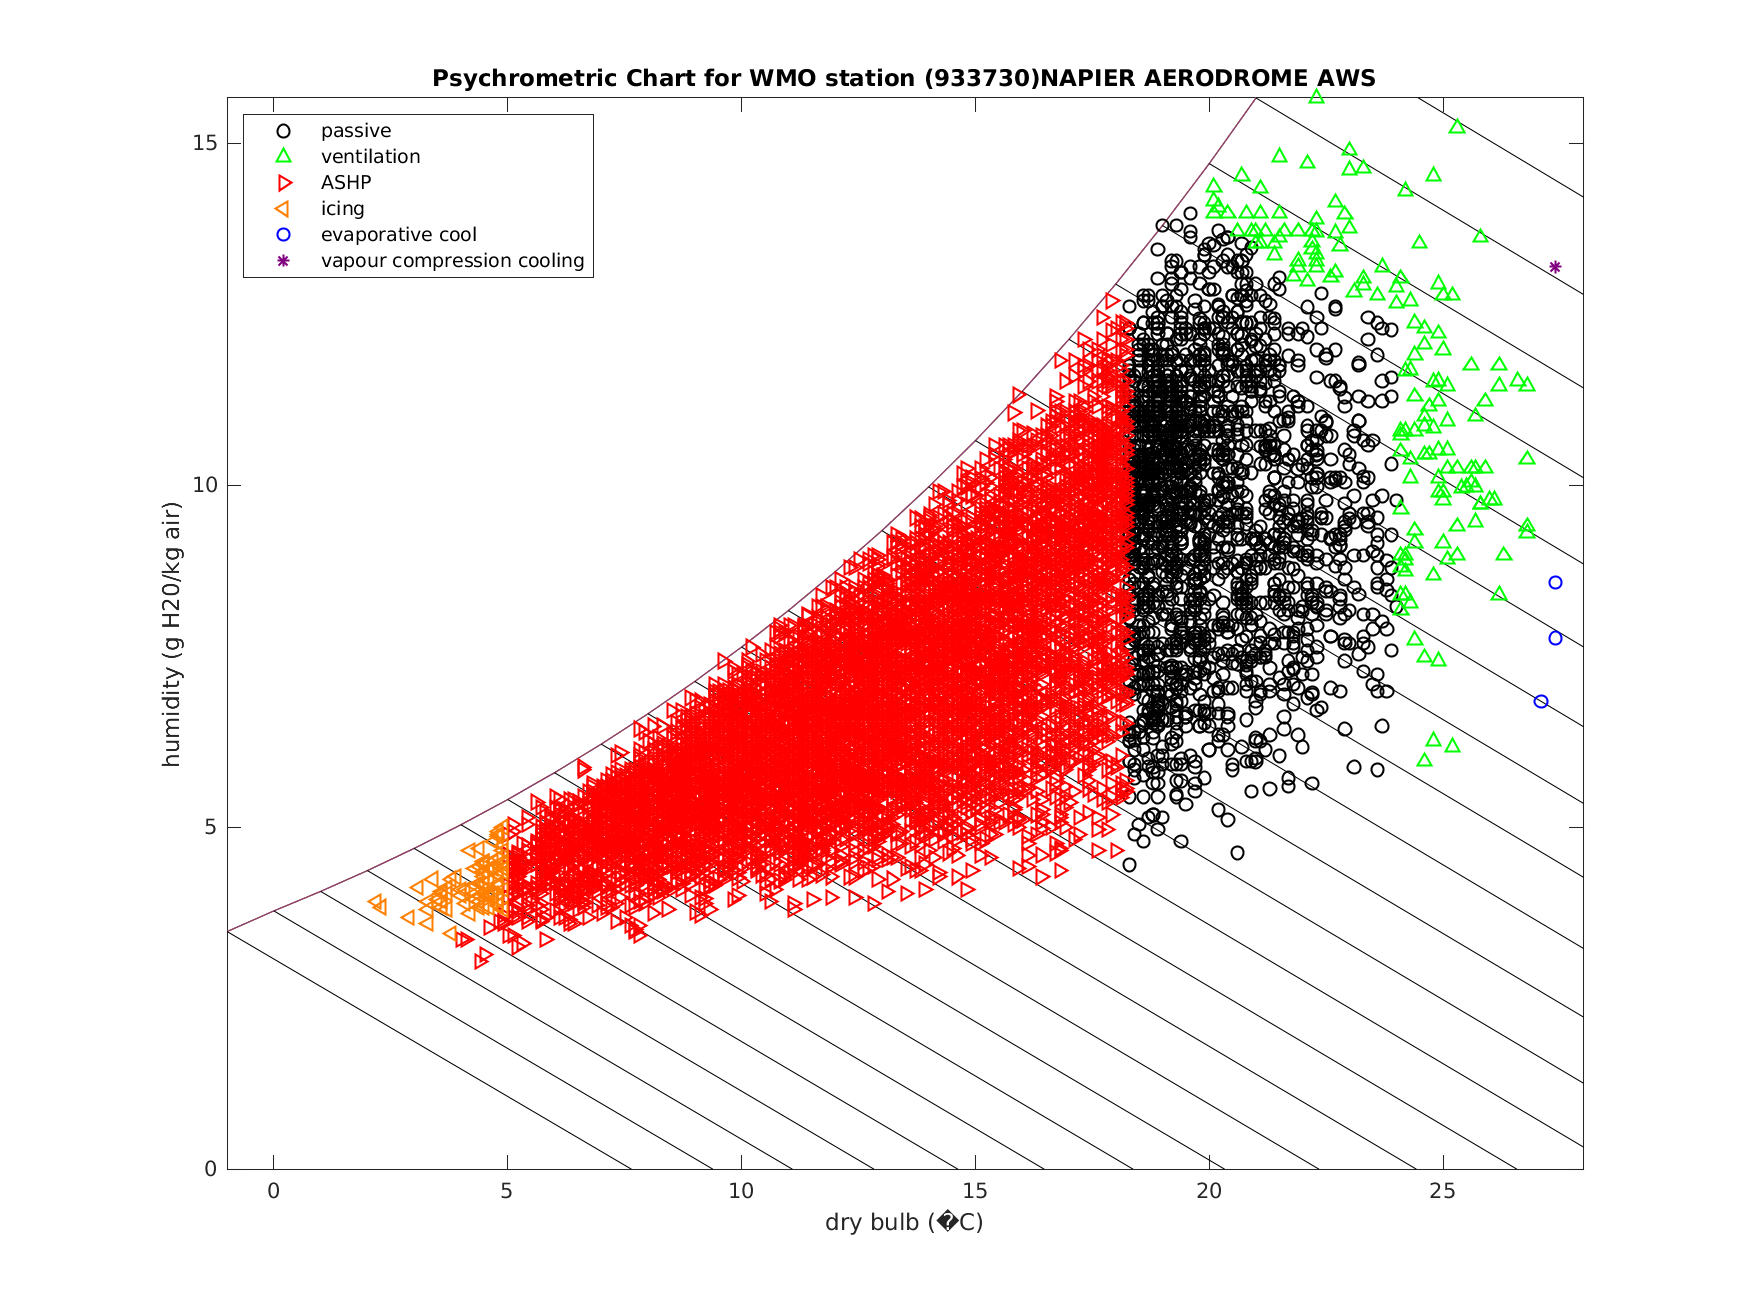 Psychrometric Chart for WMO station (933730)NAPIER AERODROME AWS
passive
ventilation
ASHP
icing
evaporative cool
vapour compression cooling
15
10
5
0
humidity (g H20/kg air)
0 5 10 15 20 25
dry bulb (�C)